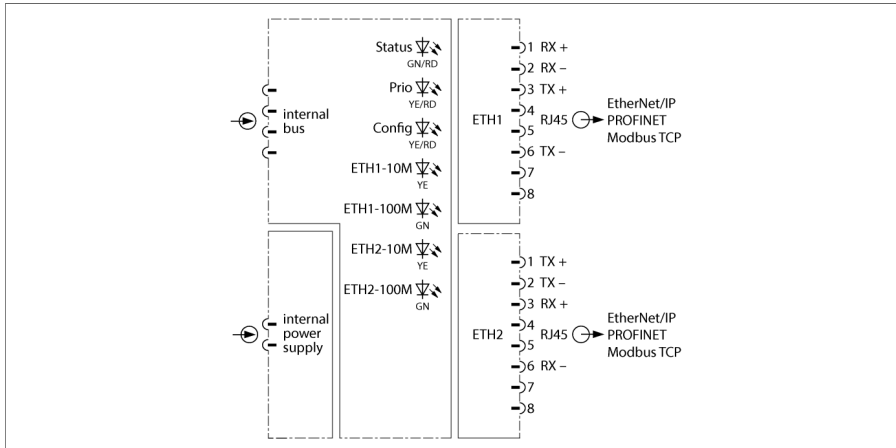 Status
GN/RD
Prio
YE/RD
Config
YE/RD
ETH1-10M
YE
ETH1-100M
GN
ETH2-10M
YE
ETH2-100M
GN
internal
bus
internal
power
supply
ETH1
1 RX +
2 RX –
3 TX +
4
5
6 TX –
7
8
RJ45
EtherNet/IP
PROFINET
Modbus TCP
ETH2
1 TX +
2 TX –
3 RX +
4
5
6 RX –
7
8
RJ45
EtherNet/IP
PROFINET
Modbus TCP